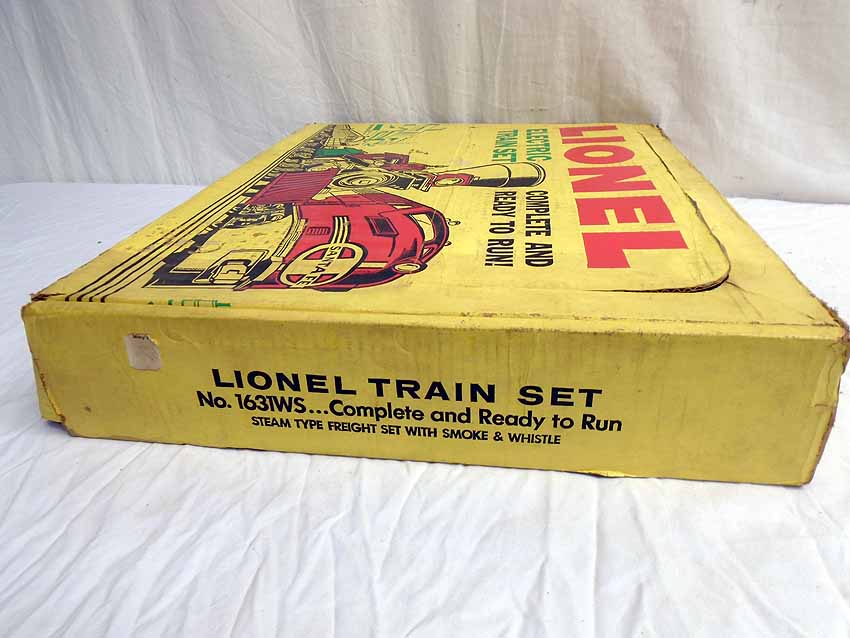 LIONEL
ELECTRIC
TRAIN SET
COMPLETE AND
READY TO RUN!
SANTA FE
LIONEL TRAIN SET
No. 1631WS...Complete and Ready to Run
STEAM TYPE FREIGHT SET WITH SMOKE & WHISTLE